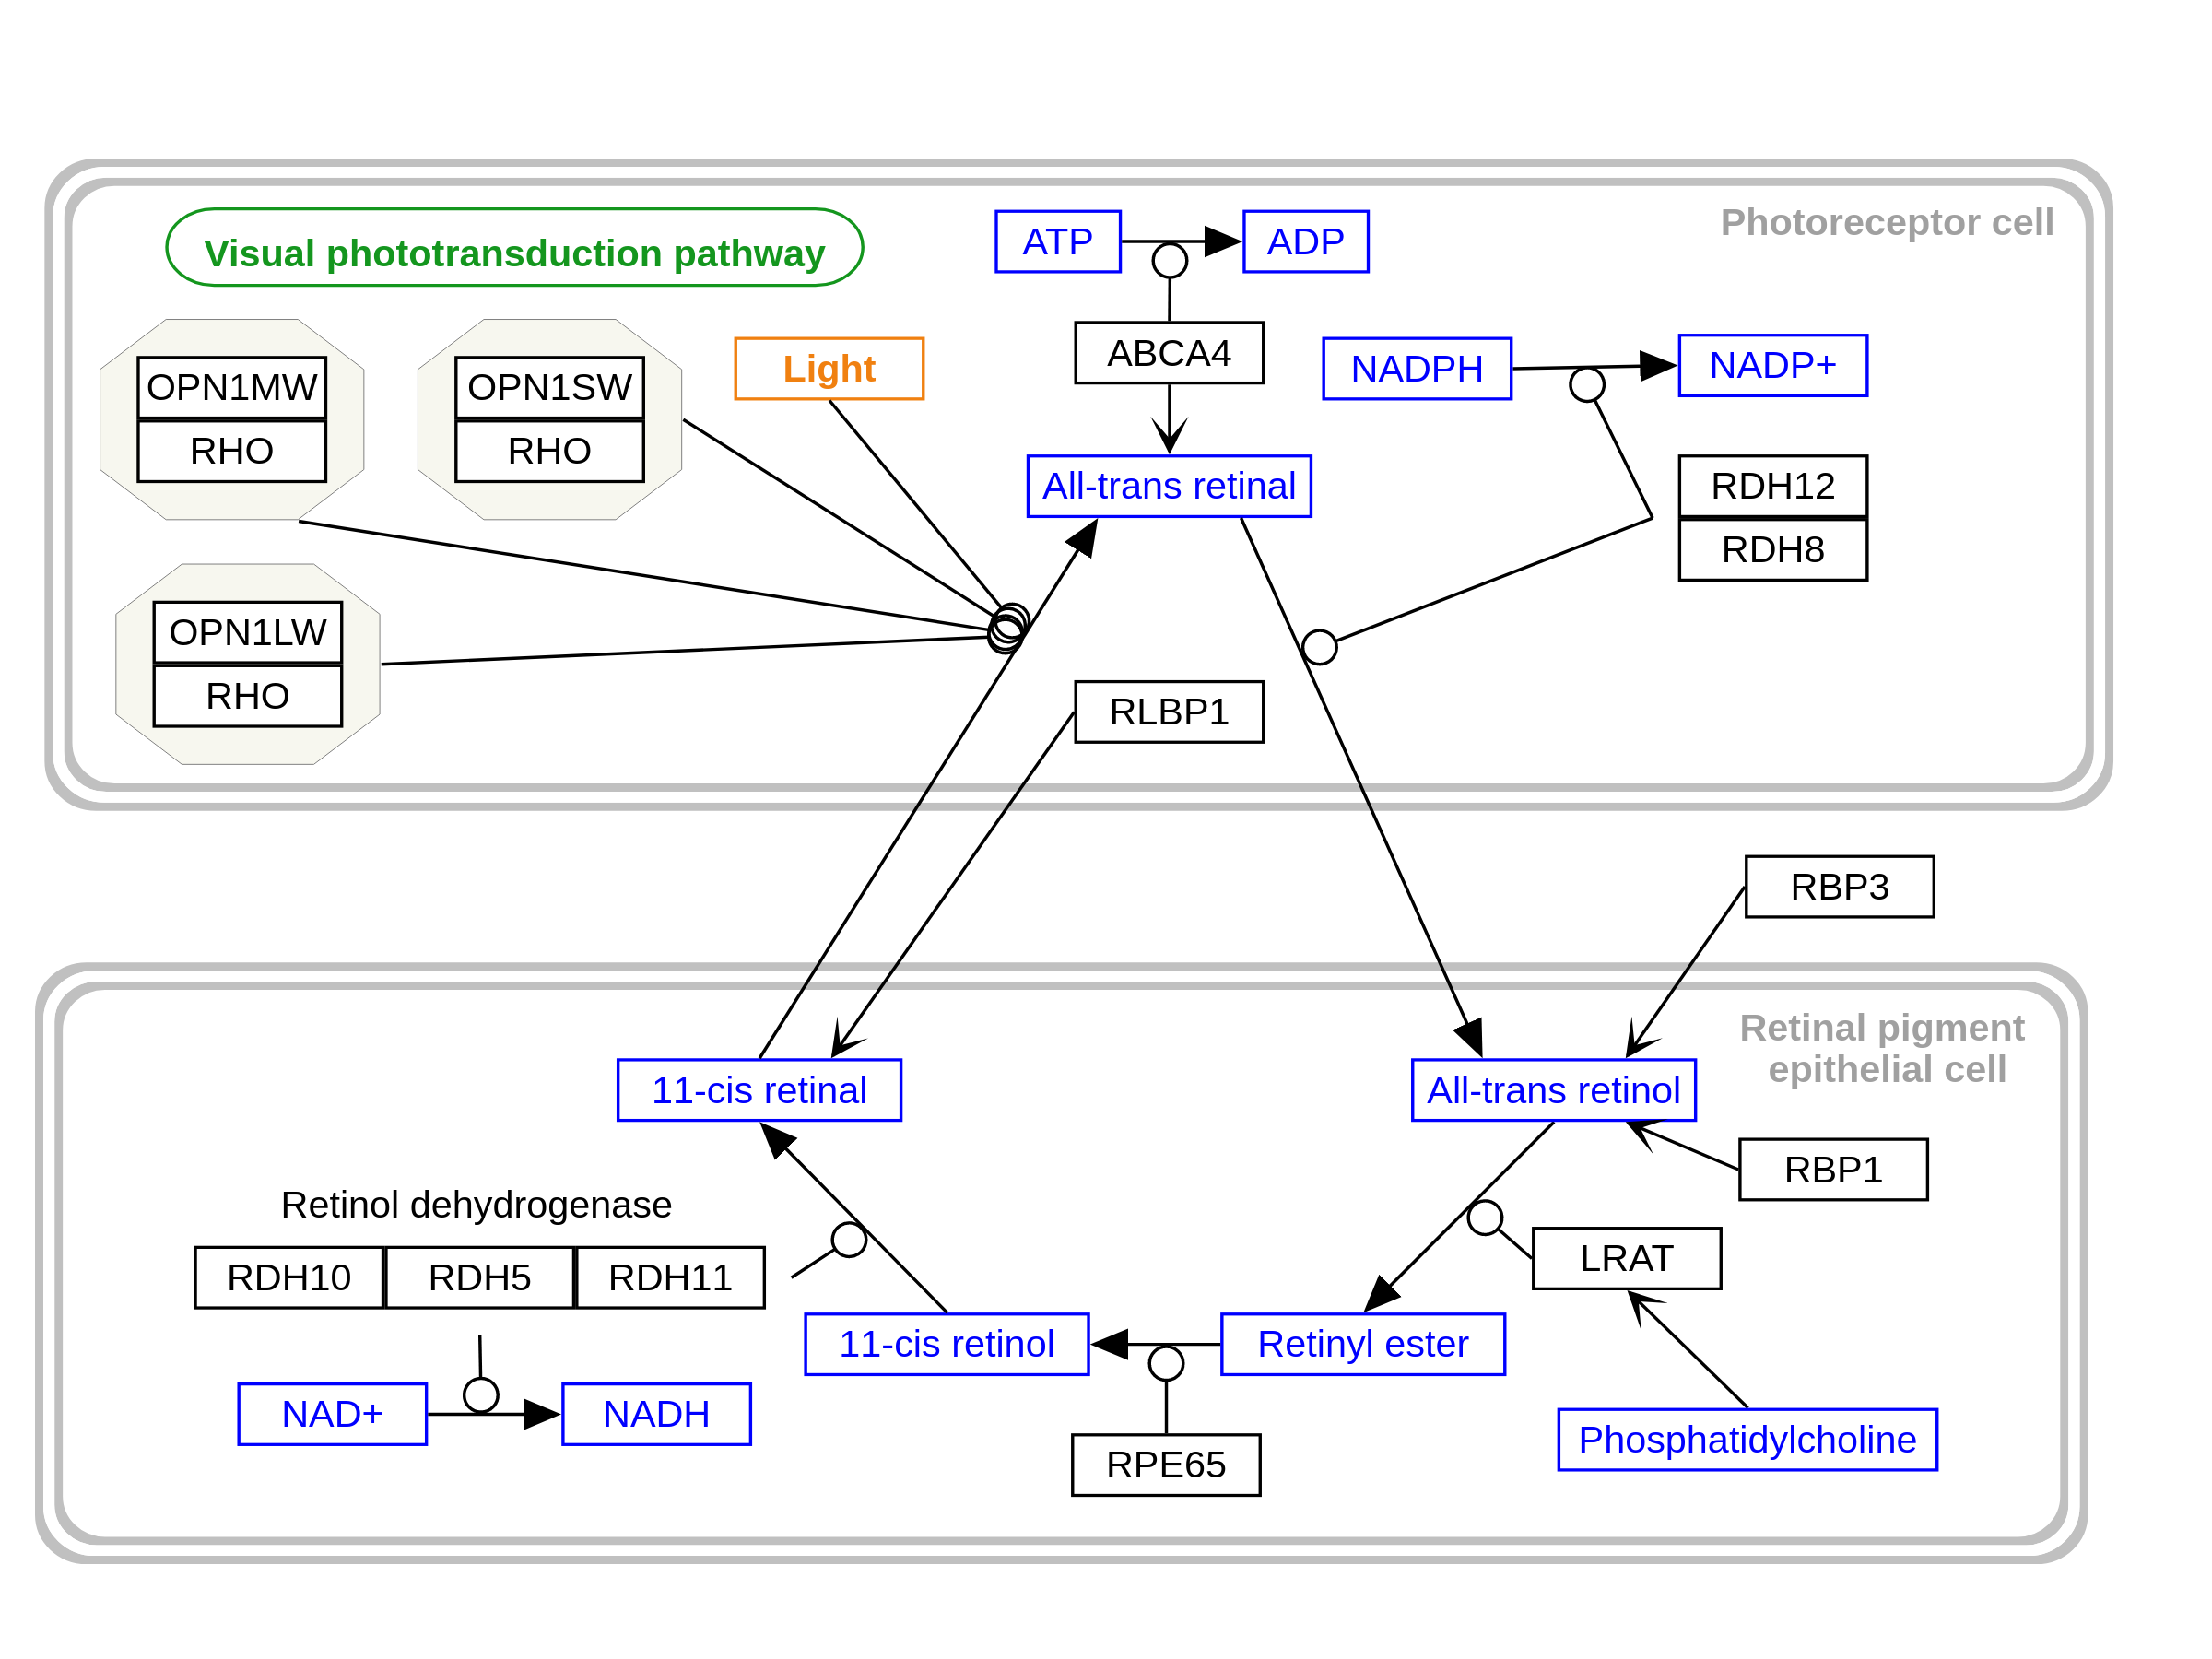 Visual phototransduction pathway
ATP
ADP
Photoreceptor cell
OPN1MW
RHO
OPN1SW
RHO
Light
ABCA4
NADPH
NADP+
All-trans retinal
RDH12
RDH8
OPN1LW
RHO
RLBP1
RBP3
Retinal pigment
epithelial cell
11-cis retinal
All-trans retinol
RBP1
Retinol dehydrogenase
RDH10
RDH5
RDH11
LRAT
11-cis retinol
Retinyl ester
NAD+
NADH
RPE65
Phosphatidylcholine